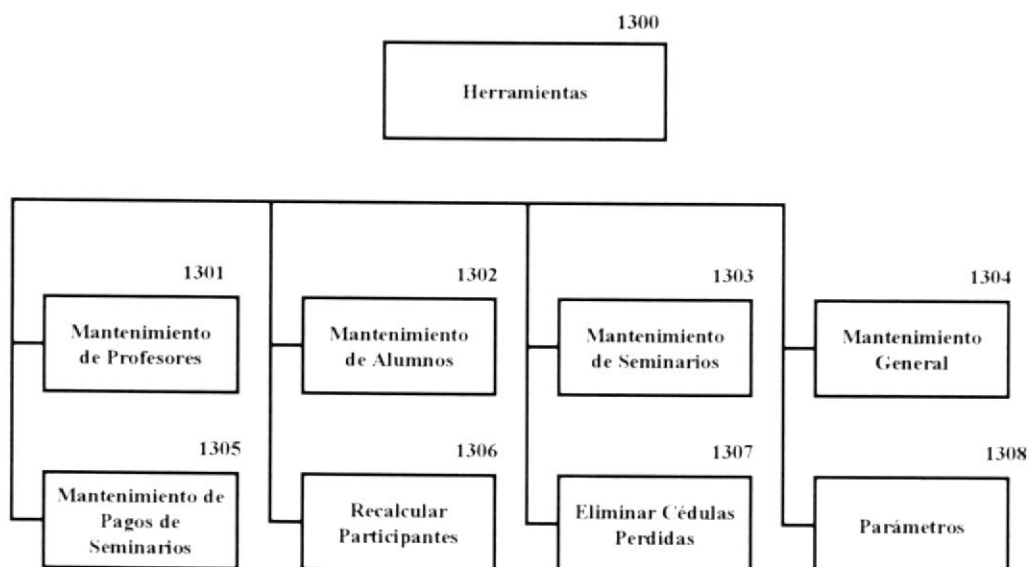 1300
Herramientas
1301
Mantenimiento
de Profesores
1302
Mantenimiento
de Alumnos
1303
Mantenimiento
de Seminarios
1304
Mantenimiento
General
1305
Mantenimiento de
Pagos de
Seminarios
1306
Recalcular
Participantes
1307
Eliminar Cédulas
Perdidas
1308
Parámetros